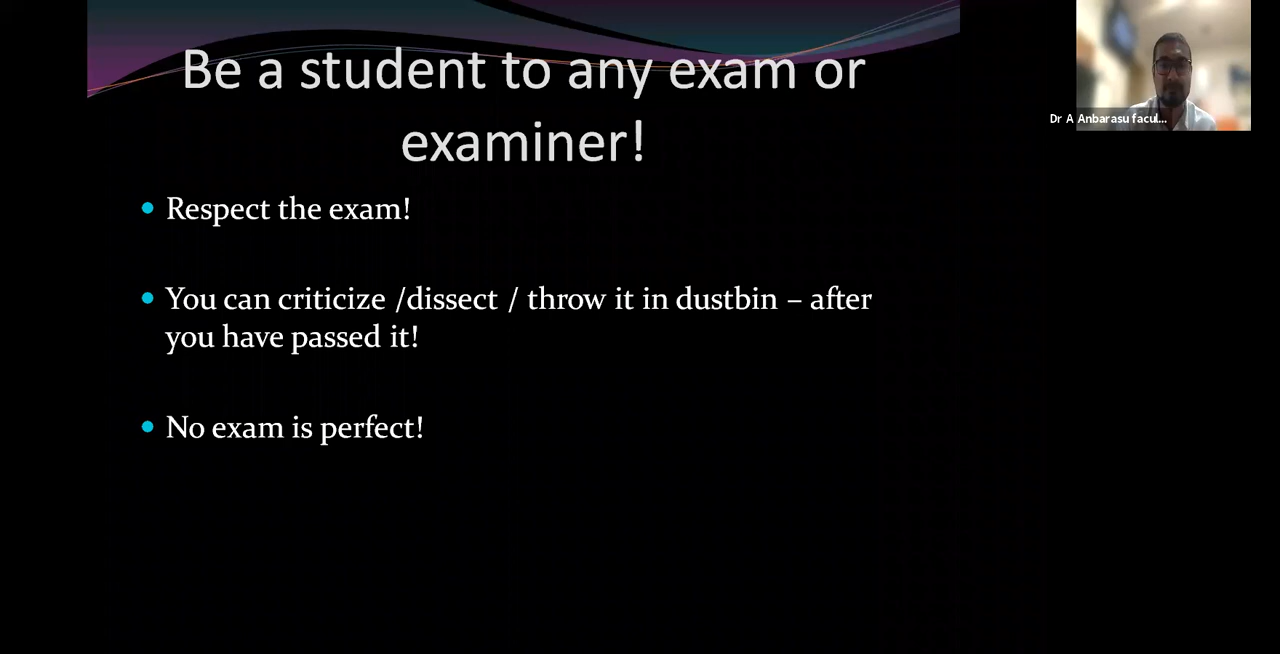 Be a student to any exam or
examiner!
Dr A Anbarasu facul...
Respect the exam!
You can criticize /dissect / throw it in dustbin – after
you have passed it!
No exam is perfect!